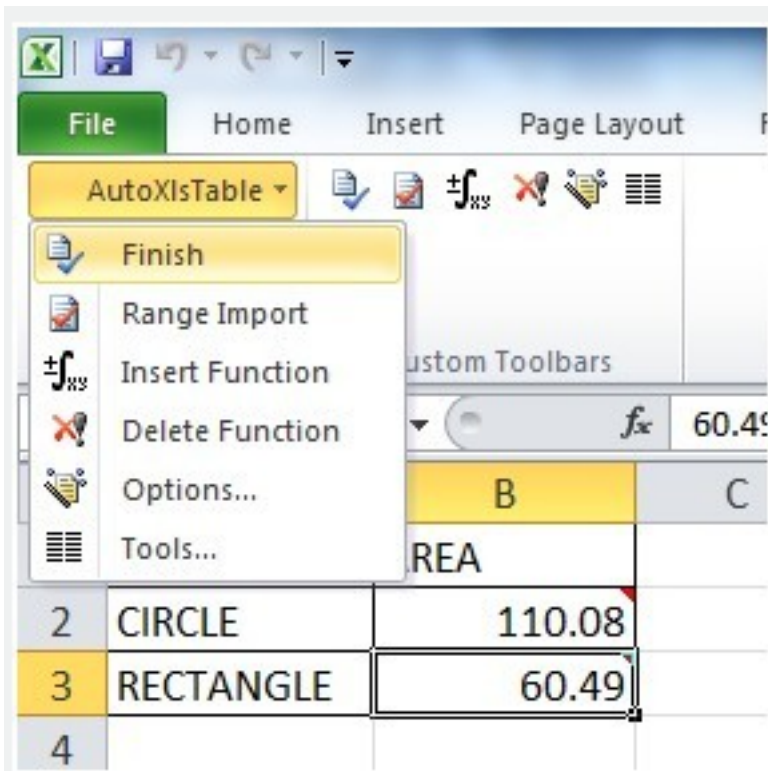 File Home Insert Page Layout
AutoXlsTable
Finish
Range Import
Insert Function
ustom Toolbars
Delete Function
fx 60.49
Options...
B C
Tools...
REA
2 CIRCLE 110.08
3 RECTANGLE 60.49
4